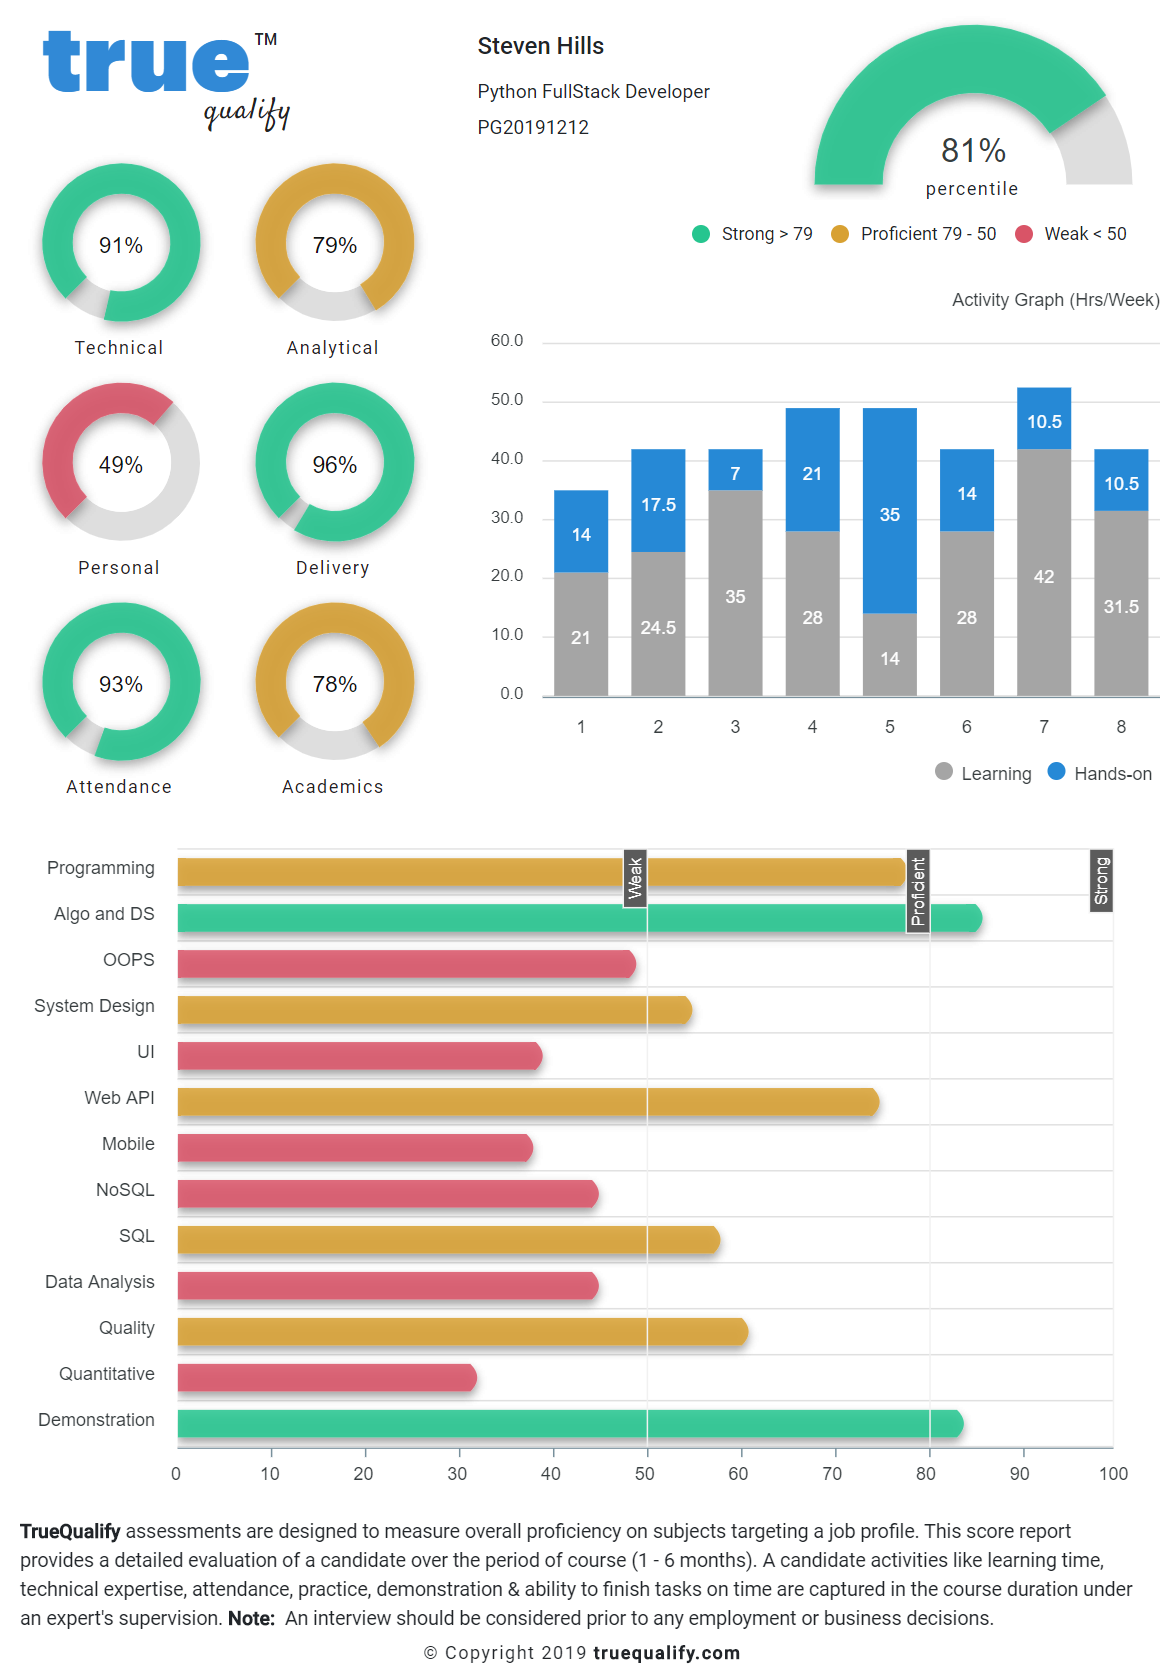 true™
qualify
Steven Hills
Python FullStack Developer
PG20191212
81%
percentile
Strong > 79
Proficient 79 - 50
Weak < 50
91%
Technical
79%
Analytical
49%
Personal
96%
Delivery
93%
Attendance
78%
Academics
Activity Graph (Hrs/Week)
60.0
50.0
40.0
30.0
20.0
10.0
0.0
14
17.5
7
21
35
14
10.5
10.5
21
24.5
35
28
14
28
42
31.5
1 2 3 4 5 6 7 8
Learning
Hands-on
Weak
Proficient
Strong
Programming
Algo and DS
OOPS
System Design
UI
Web API
Mobile
NoSQL
SQL
Data Analysis
Quality
Quantitative
Demonstration
0 10 20 30 40 50 60 70 80 90 100
TrueQualify assessments are designed to measure overall proficiency on subjects targeting a job profile. This score report
provides a detailed evaluation of a candidate over the period of course (1 - 6 months). A candidate activities like learning time,
technical expertise, attendance, practice, demonstration & ability to finish tasks on time are captured in the course duration under
an expert's supervision. Note: An interview should be considered prior to any employment or business decisions.
© Copyright 2019 truequalify.com